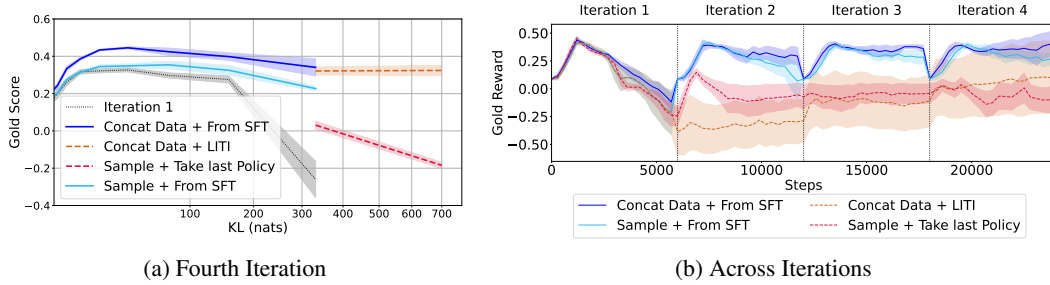 0.6
0.4
0.2
0.0
−0.2
−0.4
Gold Score
Iteration 1
Concat Data + From SFT
Concat Data + LITI
Sample + Take last Policy
Sample + From SFT
100 200 300 400 500 600 700
KL (nats)
(a) Fourth Iteration
Iteration 1 Iteration 2 Iteration 3 Iteration 4
0.50
0.25
0.00
−0.25
−0.50
Gold Reward
0 5000 10000 15000 20000
Steps
Concat Data + From SFT Concat Data + LITI
Sample + From SFT Sample + Take last Policy
(b) Across Iterations